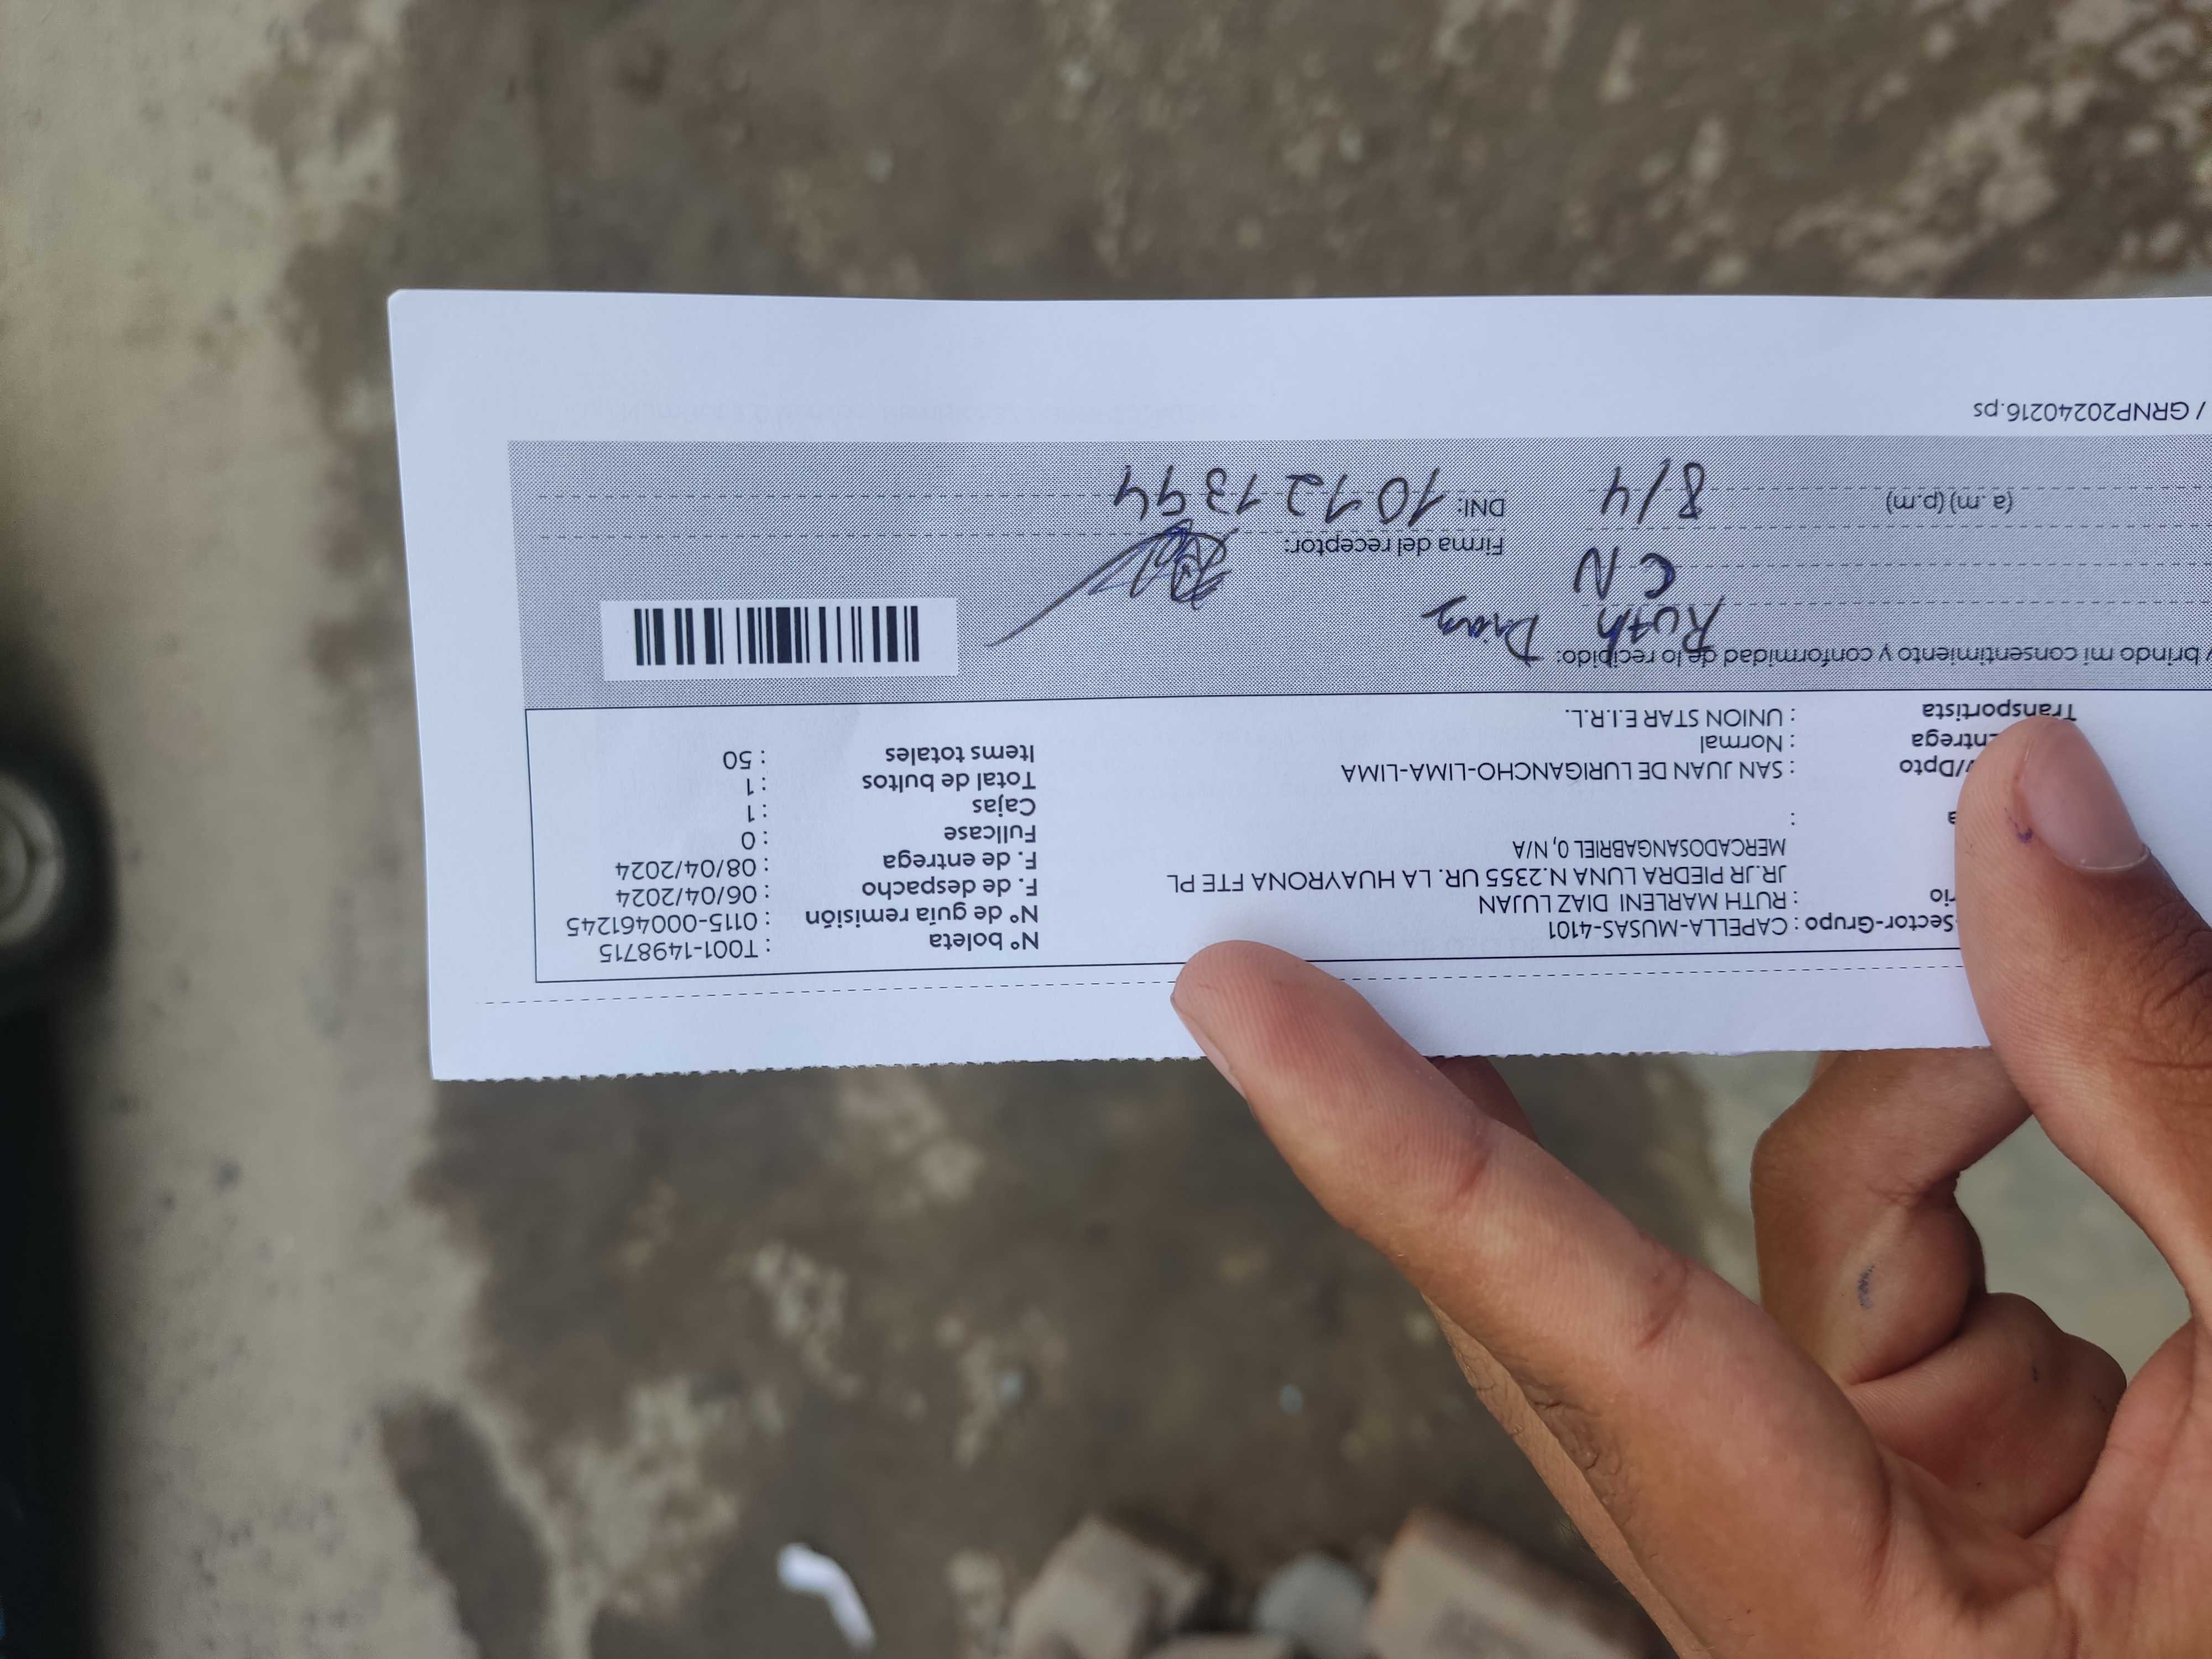 Sector-Grupo : CAPELLA-MUSAS-4101
rio : RUTH MARLENI DIAZ LUJAN
JR.JR PIEDRA LUNA N.2355 UR. LA HUAYRONA FTE PL
MERCADOSANGABRIEL 0, N/A
a :
/Dpto : SAN JUAN DE LURIGANCHO-LIMA-LIMA
Entrega : Normal
Transportista : UNION STAR E.I.R.L.
N° boleta : T001-1498715
N° de guía remisión : 0115-000461245
F. de despacho : 06/04/2024
F. de entrega : 08/04/2024
Fullcase : 0
Cajas : 1
Total de bultos : 1
Items totales : 50
y brindo mi consentimiento y conformidad de lo recibido:
Ruth Diaz
CN
Firma del receptor:
(a .m) (p.m) 8/4
DNI: 10721394
/ GRNP20240216.ps